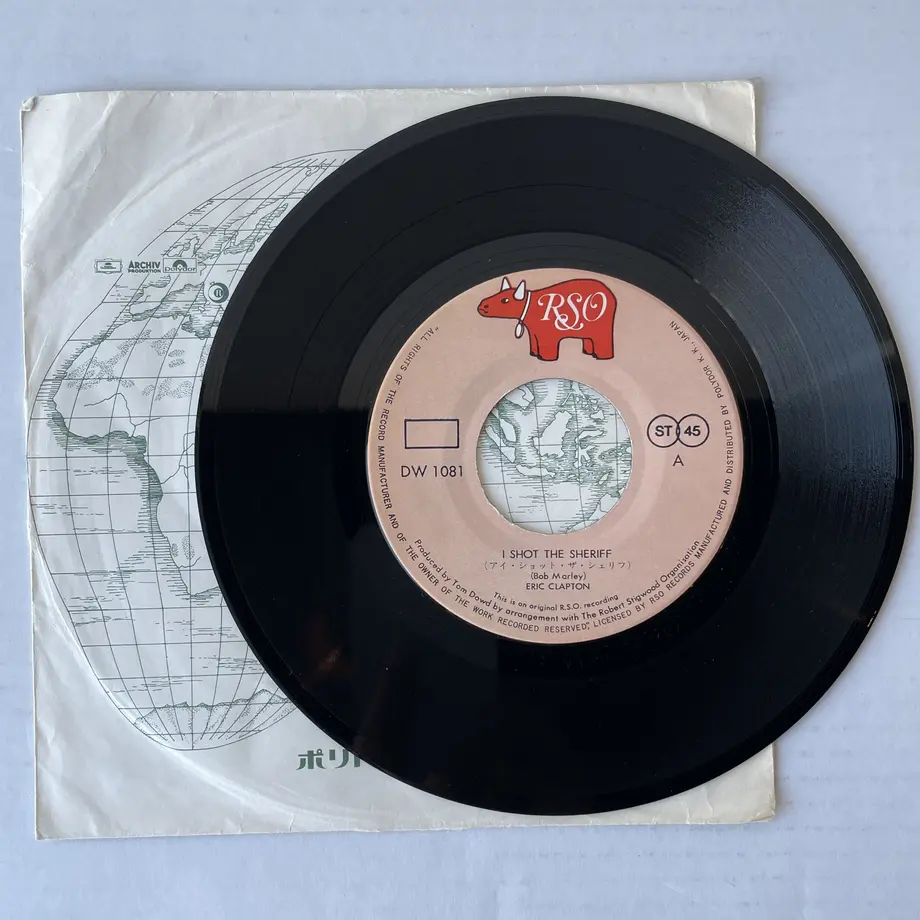 ARCHIV
PRODUKTION
Polydor
RSO
DW 1081
ST 45
A
I SHOT THE SHERIFF
(アイ・ショット・ザ・シェリフ)
(Bob Marley)
ERIC CLAPTON
This is an original R.S.O. recording
Produced by Tom Dowd by arrangement with The Robert Stigwood Organisation
"ALL RIGHTS OF THE RECORD MANUFACTURER AND OF THE OWNER OF THE WORK RECORDED RESERVED", LICENSED BY RSO RECORDS MANUFACTURED AND DISTRIBUTED BY POLYDOR K.K., JAPAN
ポリ